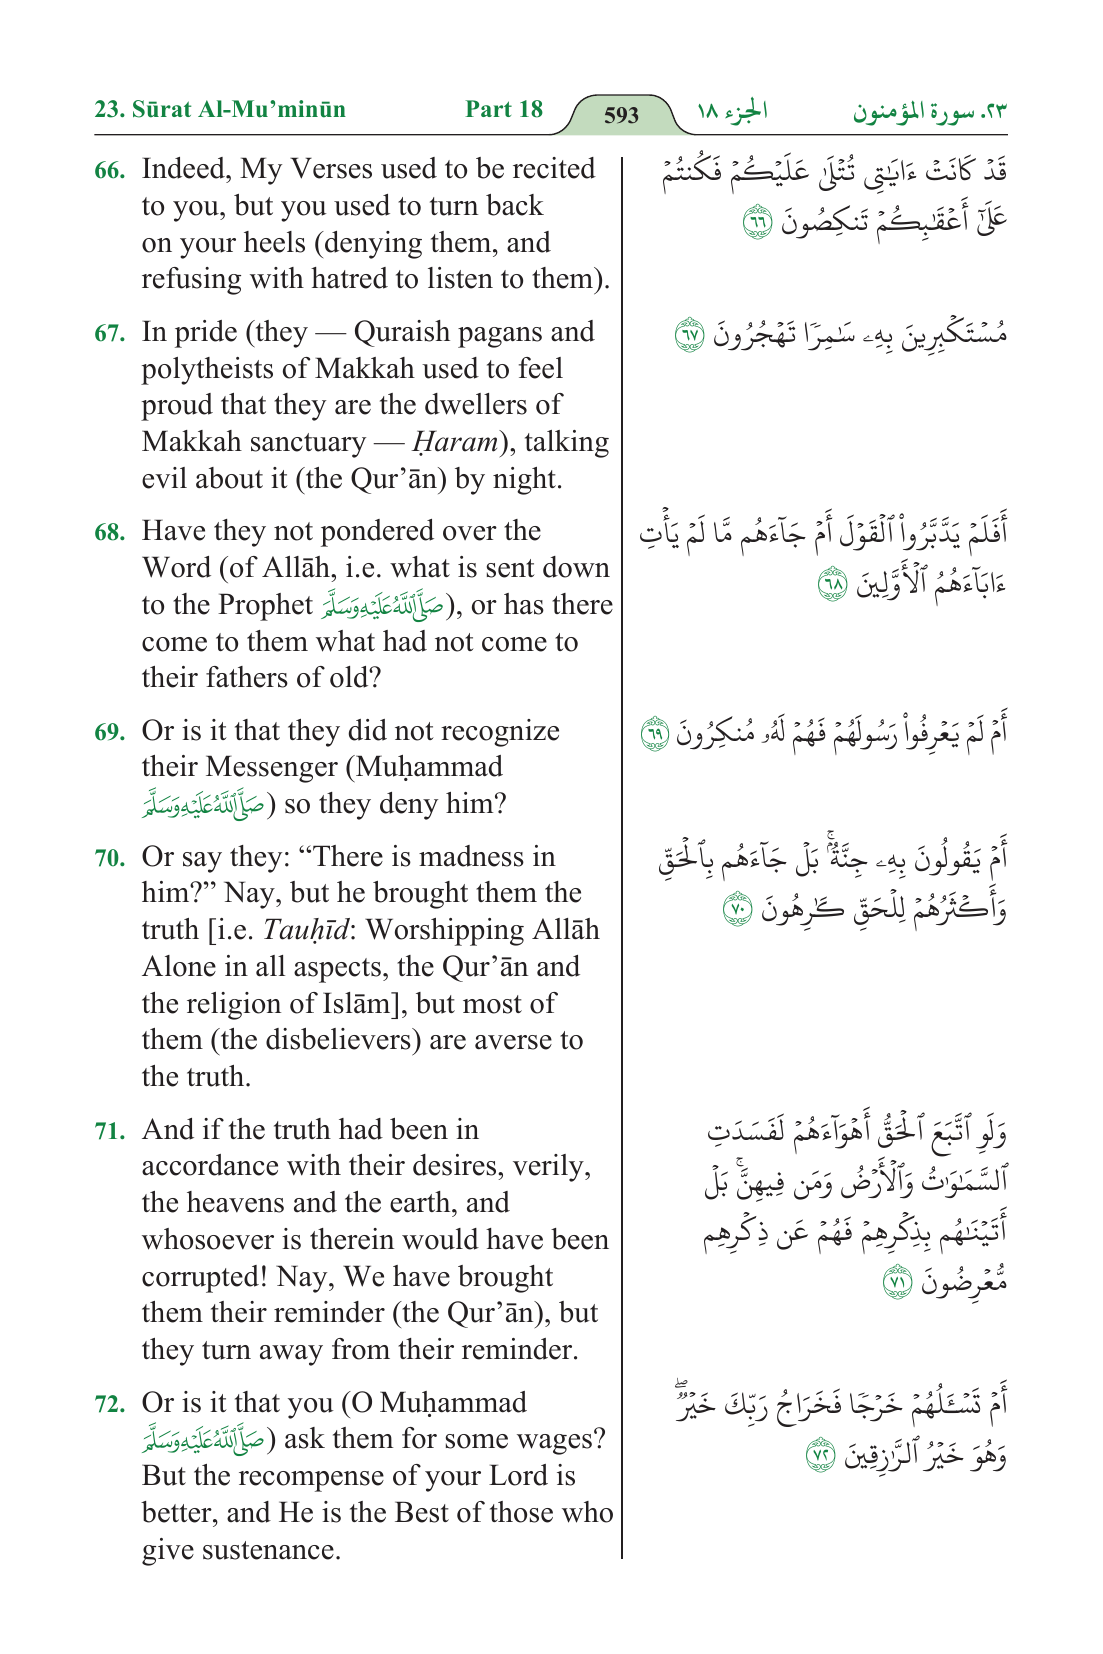 23. Sūrat Al-Mu’minūn Part 18 593 الجزء ١٨ ٢٣. سورة المؤمنون
66. Indeed, My Verses used to be recited
to you, but you used to turn back
on your heels (denying them, and
refusing with hatred to listen to them).
قَدْ كَانَتْ ءَايَـٰتِى تُتْلَىٰ عَلَيْكُمْ فَكُنتُمْ
عَلَىٰٓ أَعْقَـٰبِكُمْ تَنكِصُونَ ٦٦
67. In pride (they — Quraish pagans and
polytheists of Makkah used to feel
proud that they are the dwellers of
Makkah sanctuary — Ḥaram), talking
evil about it (the Qur’ān) by night.
مُسْتَكْبِرِينَ بِهِۦ سَـٰمِرًا تَهْجُرُونَ ٦٧
68. Have they not pondered over the
Word (of Allāh, i.e. what is sent down
to the Prophet صَلَّى ٱللَّهُ عَلَيْهِ وَسَلَّمَ), or has there
come to them what had not come to
their fathers of old?
أَفَلَمْ يَدَّبَّرُوا۟ ٱلْقَوْلَ أَمْ جَآءَهُم مَّا لَمْ يَأْتِ
ءَابَآءَهُمُ ٱلْأَوَّلِينَ ٦٨
69. Or is it that they did not recognize
their Messenger (Muḥammad
صَلَّى ٱللَّهُ عَلَيْهِ وَسَلَّمَ) so they deny him?
أَمْ لَمْ يَعْرِفُوا۟ رَسُولَهُمْ فَهُمْ لَهُۥ مُنكِرُونَ ٦٩
70. Or say they: “There is madness in
him?” Nay, but he brought them the
truth [i.e. Tauḥīd: Worshipping Allāh
Alone in all aspects, the Qur’ān and
the religion of Islām], but most of
them (the disbelievers) are averse to
the truth.
أَمْ يَقُولُونَ بِهِۦ جِنَّةٌۢ ۚ بَلْ جَآءَهُم بِٱلْحَقِّ
وَأَكْثَرُهُمْ لِلْحَقِّ كَـٰرِهُونَ ٧٠
71. And if the truth had been in
accordance with their desires, verily,
the heavens and the earth, and
whosoever is therein would have been
corrupted! Nay, We have brought
them their reminder (the Qur’ān), but
they turn away from their reminder.
وَلَوِ ٱتَّبَعَ ٱلْحَقُّ أَهْوَآءَهُمْ لَفَسَدَتِ
ٱلسَّمَـٰوَٰتُ وَٱلْأَرْضُ وَمَن فِيهِنَّ ۚ بَلْ
أَتَيْنَـٰهُم بِذِكْرِهِمْ فَهُمْ عَن ذِكْرِهِم
مُّعْرِضُونَ ٧١
72. Or is it that you (O Muḥammad
صَلَّى ٱللَّهُ عَلَيْهِ وَسَلَّمَ) ask them for some wages?
But the recompense of your Lord is
better, and He is the Best of those who
give sustenance.
أَمْ تَسْـَٔلُهُمْ خَرْجًا فَخَرَاجُ رَبِّكَ خَيْرٌ ۖ
وَهُوَ خَيْرُ ٱلرَّٰزِقِينَ ٧٢